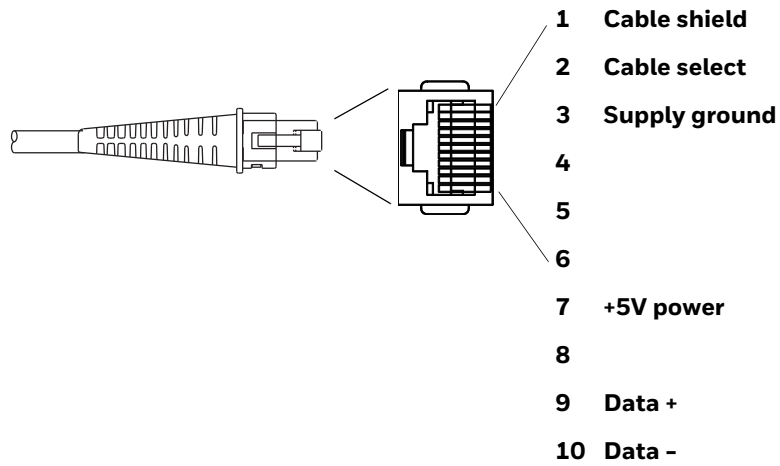 1 Cable shield
2 Cable select
3 Supply ground
4
5
6
7 +5V power
8
9 Data +
10 Data -